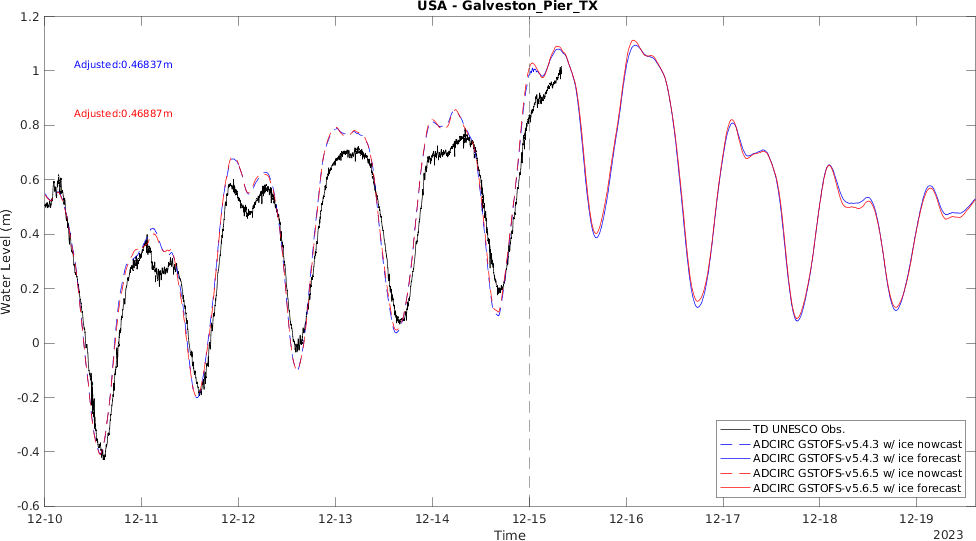 USA - Galveston_Pier_TX
1.2
1
0.8
0.6
0.4
0.2
0
-0.2
-0.4
-0.6
Water Level (m)
Adjusted:0.46837m
Adjusted:0.46887m
TD UNESCO Obs.
ADCIRC GSTOFS-v5.4.3 w/ ice nowcast
ADCIRC GSTOFS-v5.4.3 w/ ice forecast
ADCIRC GSTOFS-v5.6.5 w/ ice nowcast
ADCIRC GSTOFS-v5.6.5 w/ ice forecast
12-10 12-11 12-12 12-13 12-14 12-15 12-16 12-17 12-18 12-19
Time
2023